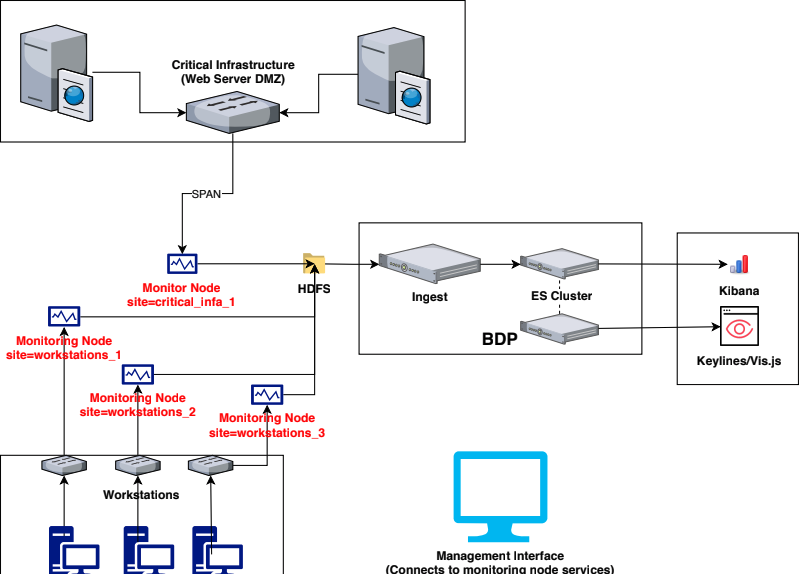 Critical Infrastructure
(Web Server DMZ)
SPAN
Monitor Node
site=critical_infa_1
HDFS
Ingest
ES Cluster
BDP
Kibana
Keylines/Vis.js
Monitoring Node
site=workstations_1
Monitoring Node
site=workstations_2
Monitoring Node
site=workstations_3
Workstations
Management Interface
(Connects to monitoring node services)